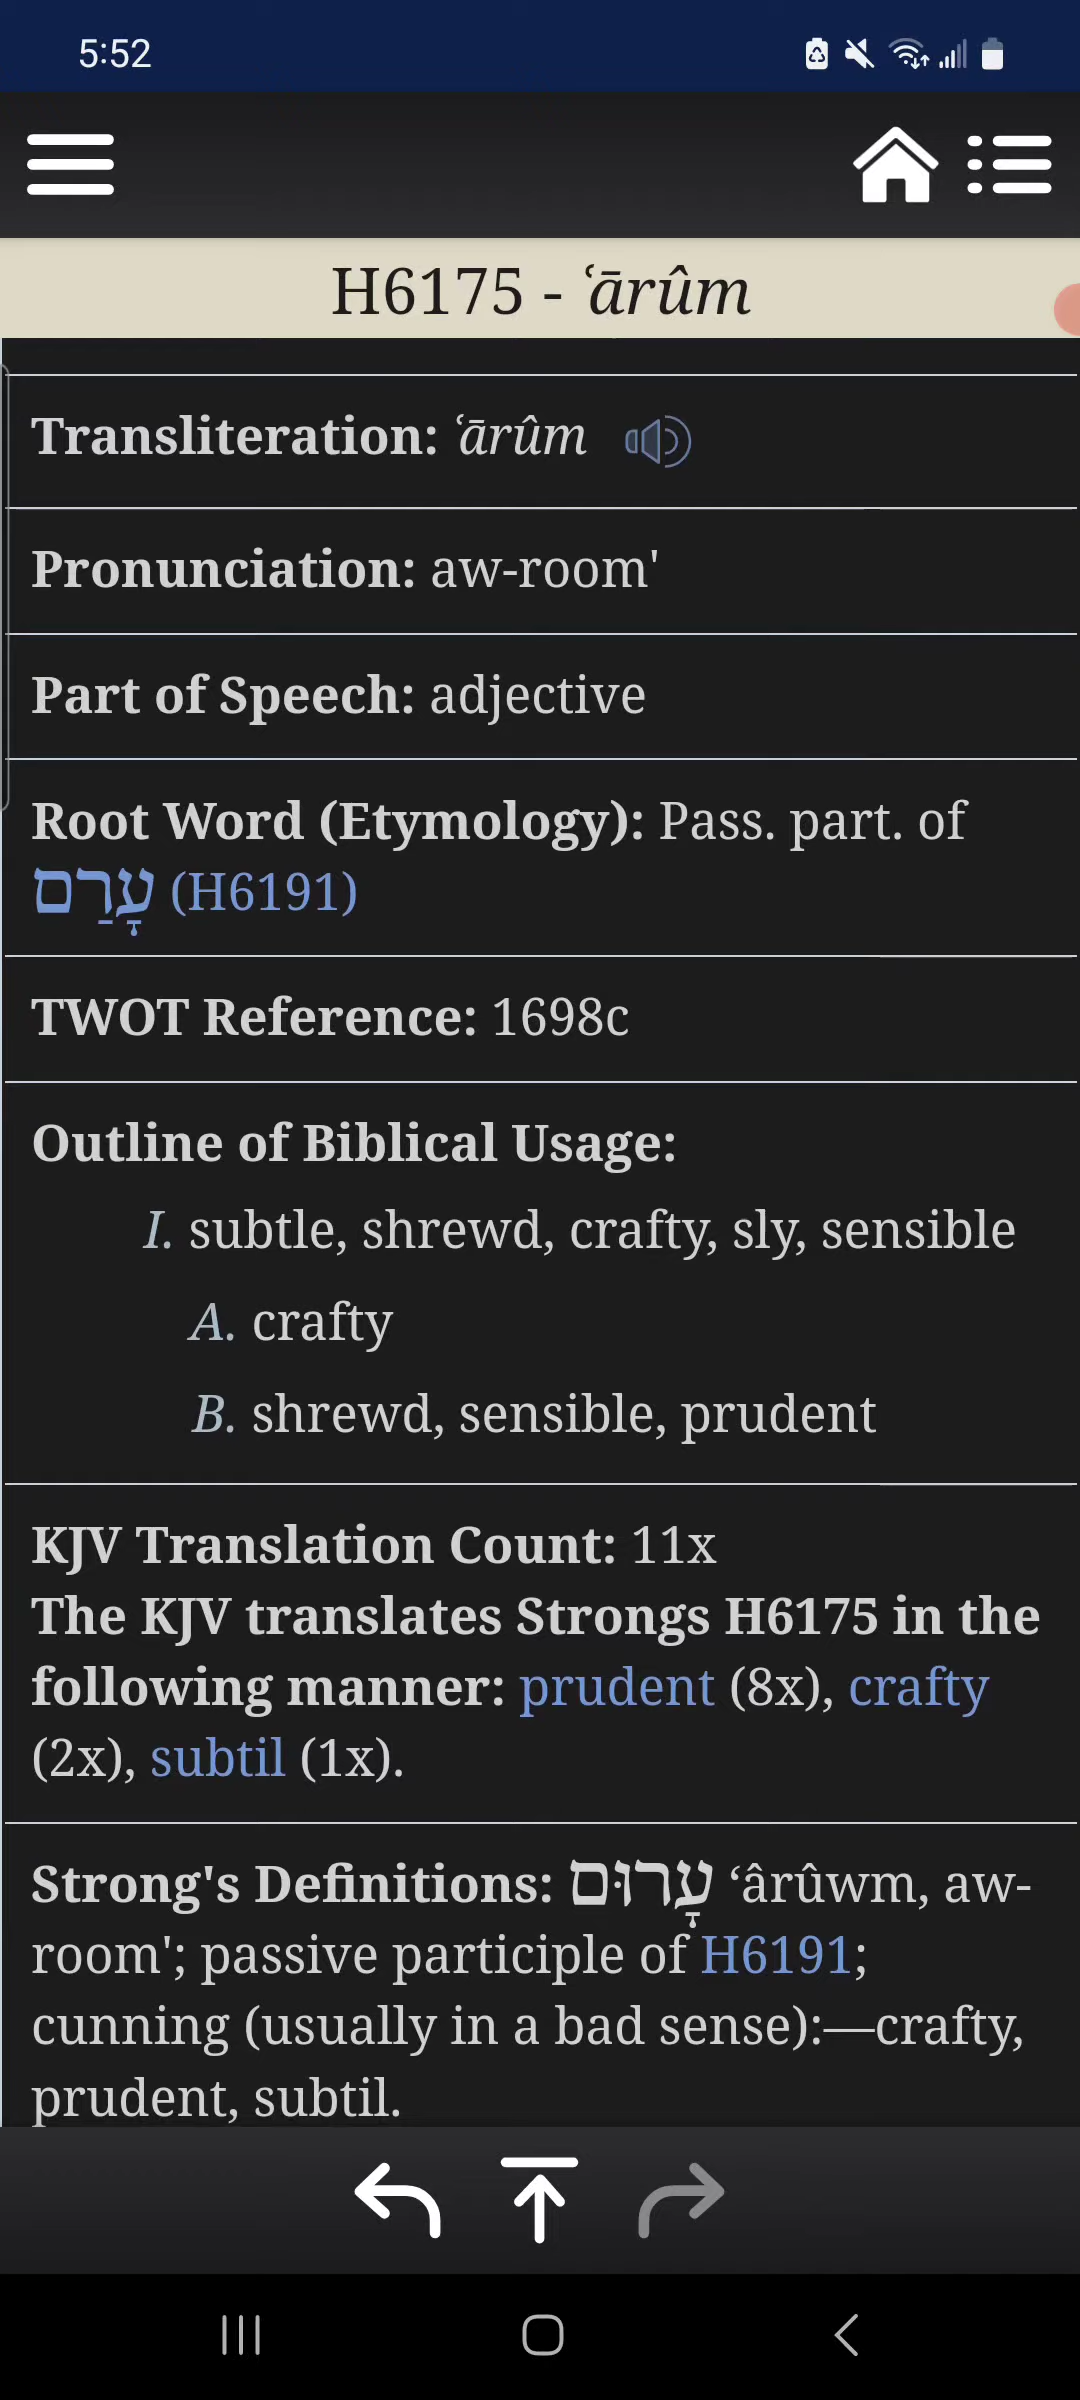 5:52
H6175 - ʿārûm
Transliteration: ʿārûm
Pronunciation: aw-room'
Part of Speech: adjective
Root Word (Etymology): Pass. part. of
עָרַם (H6191)
TWOT Reference: 1698c
Outline of Biblical Usage:
I. subtle, shrewd, crafty, sly, sensible
A. crafty
B. shrewd, sensible, prudent
KJV Translation Count: 11x
The KJV translates Strongs H6175 in the
following manner: prudent (8x), crafty
(2x), subtil (1x).
Strong's Definitions: עָרוּם ʻârûwm, aw-
room'; passive participle of H6191;
cunning (usually in a bad sense):—crafty,
prudent, subtil.